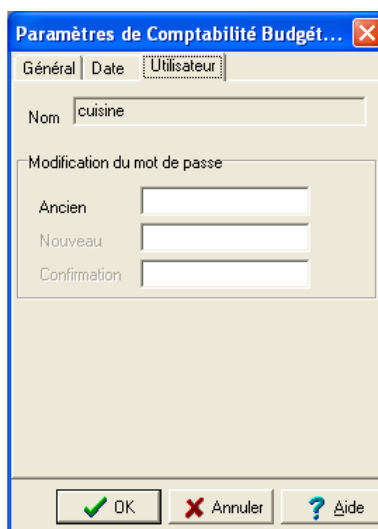 Paramètres de Comptabilité Budgét...
Général Date Utilisateur
Nom cuisine
Modification du mot de passe
Ancien
Nouveau
Confirmation
OK Annuler Aide